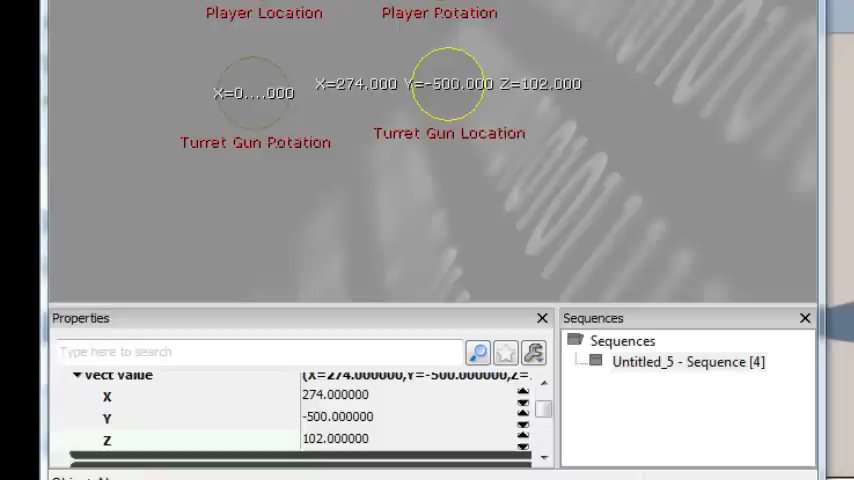 Player Location Player Rotation
X=0....000 X=274.000 Y=-500.000 Z=102.000
Turret Gun Rotation Turret Gun Location
Properties
Type here to search
Vect value (X=274.000000,Y=-500.000000,Z=
X 274.000000
Y -500.000000
Z 102.000000
Sequences
Sequences
Untitled_5 - Sequence [4]